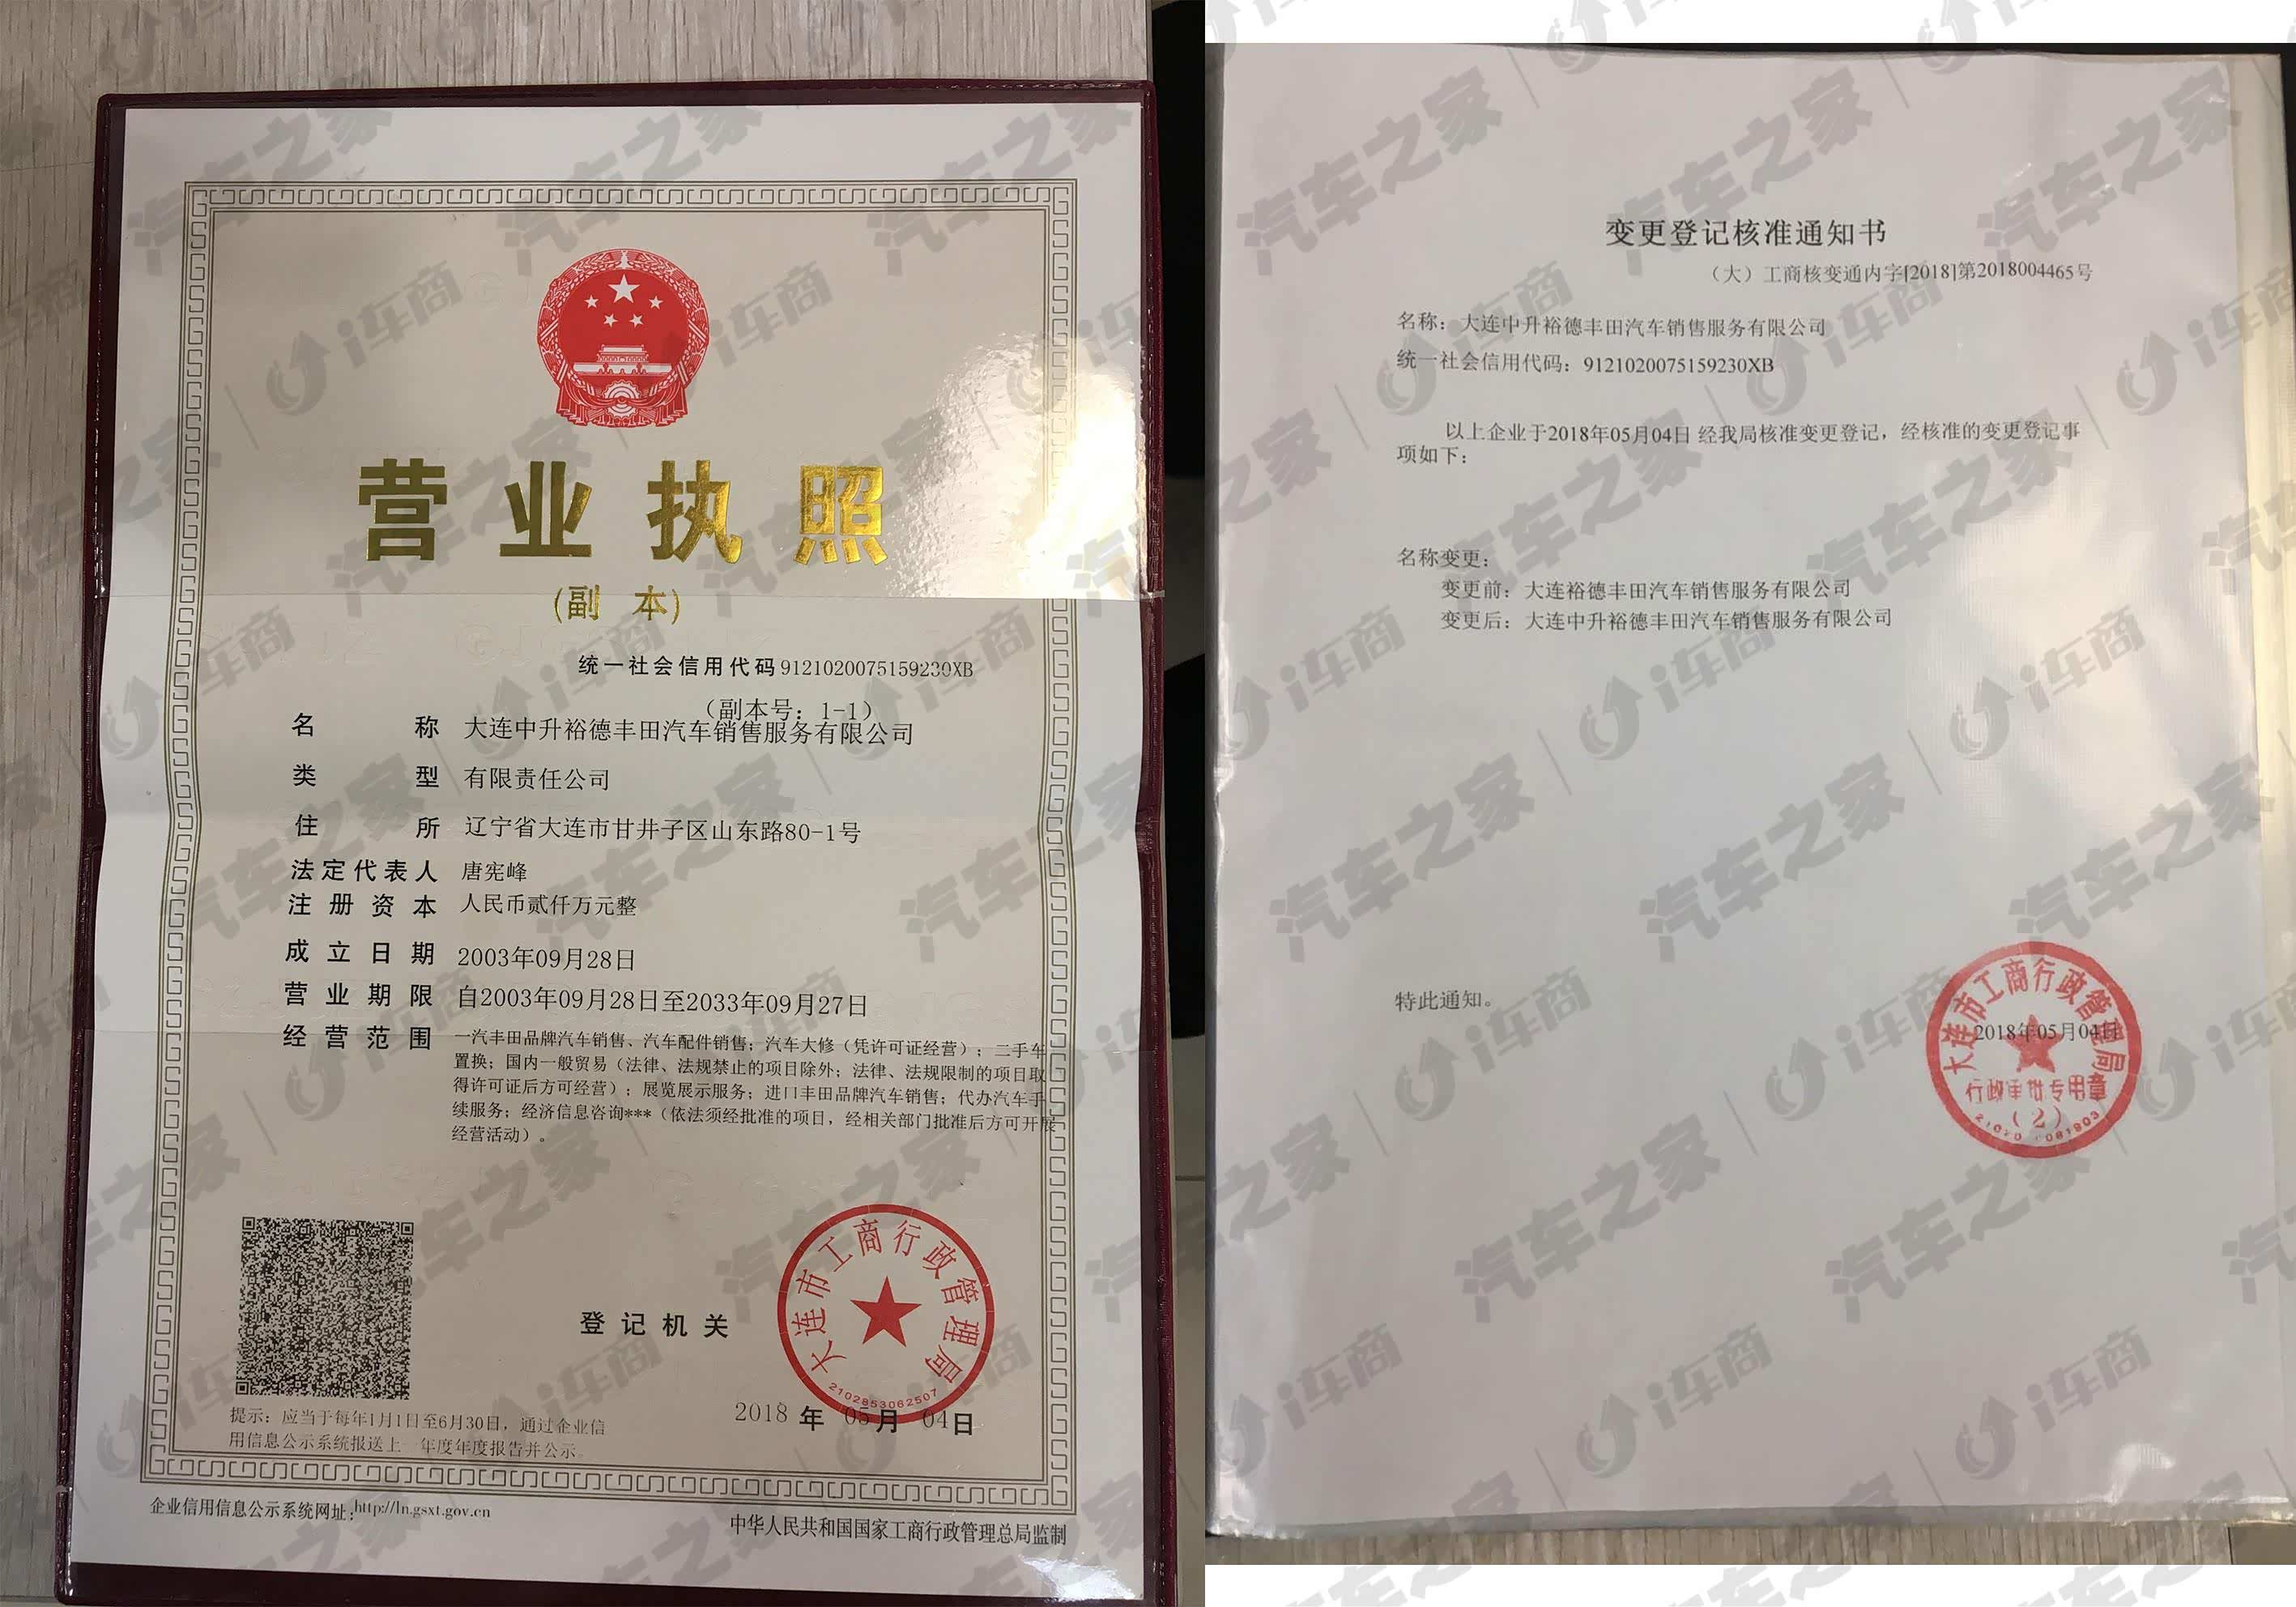 营业执照
(副 本)
统一社会信用代码 9121020075159230XB
（副本号：1-1）
名 称 大连中升裕德丰田汽车销售服务有限公司
类 型 有限责任公司
住 所 辽宁省大连市甘井子区山东路80-1号
法定代表人 唐宪峰
注册资本 人民币贰仟万元整
成立日期 2003年09月28日
营业期限 自2003年09月28日至2033年09月27日
经营范围 一汽丰田品牌汽车销售、汽车配件销售；汽车大修（凭许可证经营）；二手车
置换；国内一般贸易（法律、法规禁止的项目除外；法律、法规限制的项目取
得许可证后方可经营）；展览展示服务；进口丰田品牌汽车销售；代办汽车手
续服务；经济信息咨询***（依法须经批准的项目，经相关部门批准后方可开展
经营活动）。
登记机关
大连市工商行政管理局
2102853062507
2018 年 05 月 04 日
提示：应当于每年1月1日至6月30日，通过企业信
用信息公示系统报送上一年度年度报告并公示。
企业信用信息公示系统网址：http://ln.gsxt.gov.cn
中华人民共和国国家工商行政管理总局监制
变更登记核准通知书
（大）工商核变通内字[2018]第2018004465号
名称：大连中升裕德丰田汽车销售服务有限公司
统一社会信用代码：9121020075159230XB
以上企业于2018年05月04日 经我局核准变更登记，经核准的变更登记事
项如下：
名称变更：
变更前：大连裕德丰田汽车销售服务有限公司
变更后：大连中升裕德丰田汽车销售服务有限公司
特此通知。
大连市工商行政管理局
2018年05月04日
行政审批专用章
（2）
汽车之家
i车商